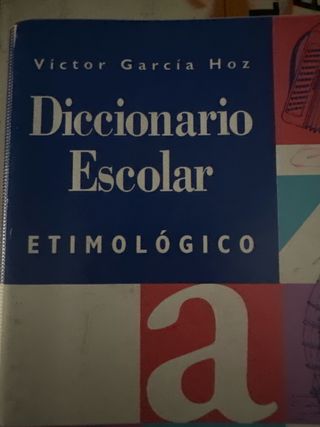 Víctor García Hoz
Diccionario
Escolar
ETIMOLÓGICO
a